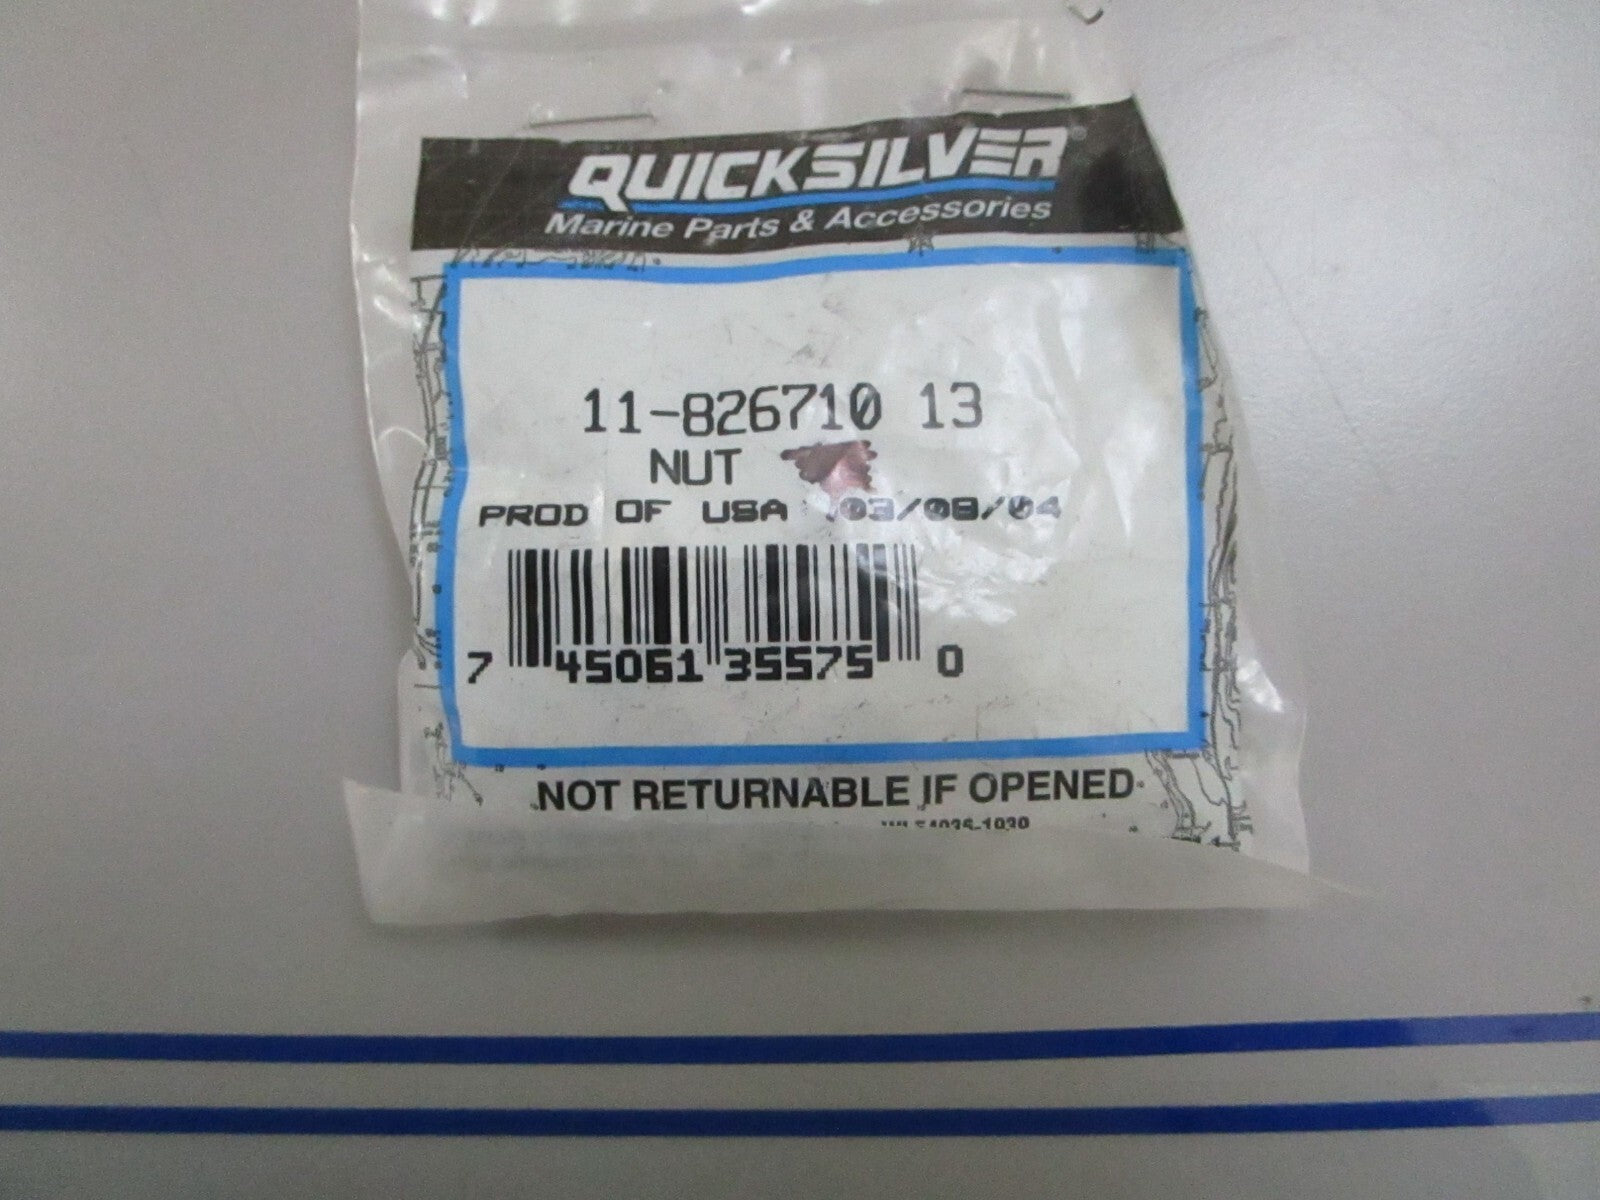 QUICKSILVER®
Marine Parts & Accessories
11-826710 13
NUT
PROD OF USA 03/08/04
7 45061 35575 0
NOT RETURNABLE IF OPENED